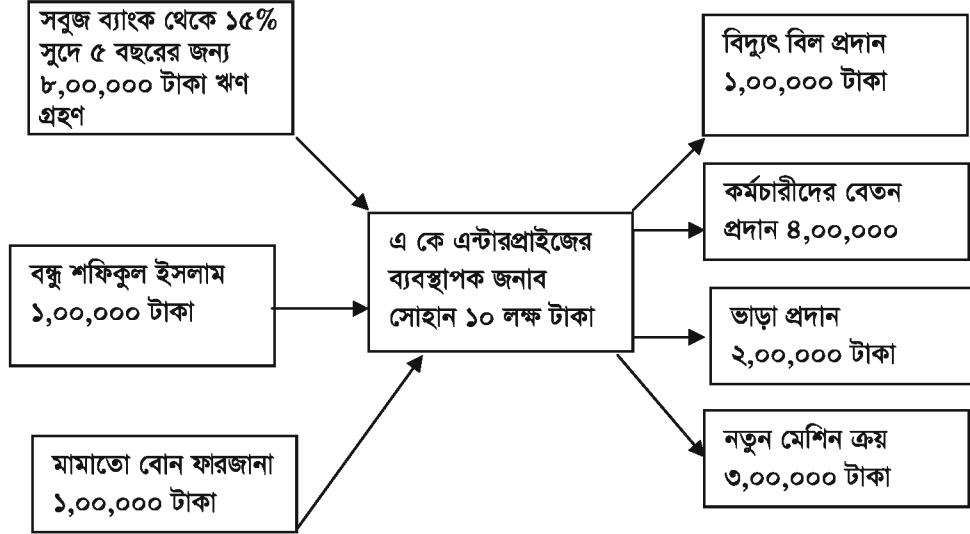 সবুজ ব্যাংক থেকে ১৫%
সুদে ৫ বছরের জন্য
৮,০০,০০০ টাকা ঋণ
গ্রহণ
বন্ধু শফিকুল ইসলাম
১,০০,০০০ টাকা
মামাতো বোন ফারজানা
১,০০,০০০ টাকা
এ কে এন্টারপ্রাইজের
ব্যবস্থাপক জনাব
সোহান ১০ লক্ষ টাকা
বিদ্যুৎ বিল প্রদান
১,০০,০০০ টাকা
কর্মচারীদের বেতন
প্রদান ৪,০০,০০০
ভাড়া প্রদান
২,০০,০০০ টাকা
নতুন মেশিন ক্রয়
৩,০০,০০০ টাকা